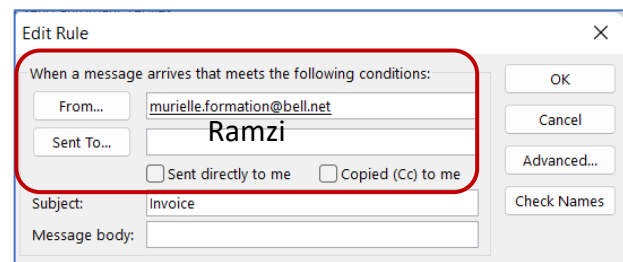 Edit Rule
When a message arrives that meets the following conditions:
From... murielle.formation@bell.net
OK
Ramzi
Sent To...
Cancel
Sent directly to me Copied (Cc) to me
Advanced...
Subject: Invoice
Check Names
Message body: